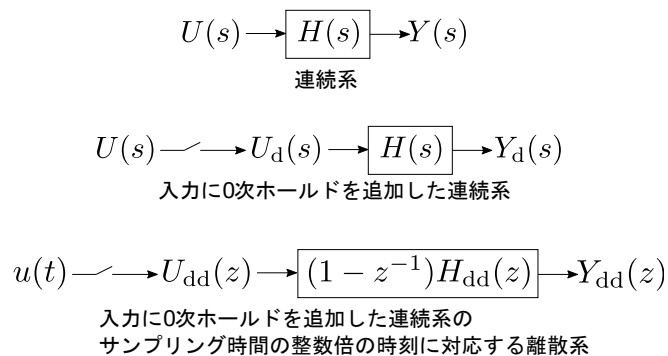 U(s) → H(s) → Y(s)
連続系
U(s) → U_d(s) → H(s) → Y_d(s)
入力に0次ホールドを追加した連続系
u(t) → U_dd(z) → (1 − z⁻¹)H_dd(z) → Y_dd(z)
入力に0次ホールドを追加した連続系の
サンプリング時間の整数倍の時刻に対応する離散系